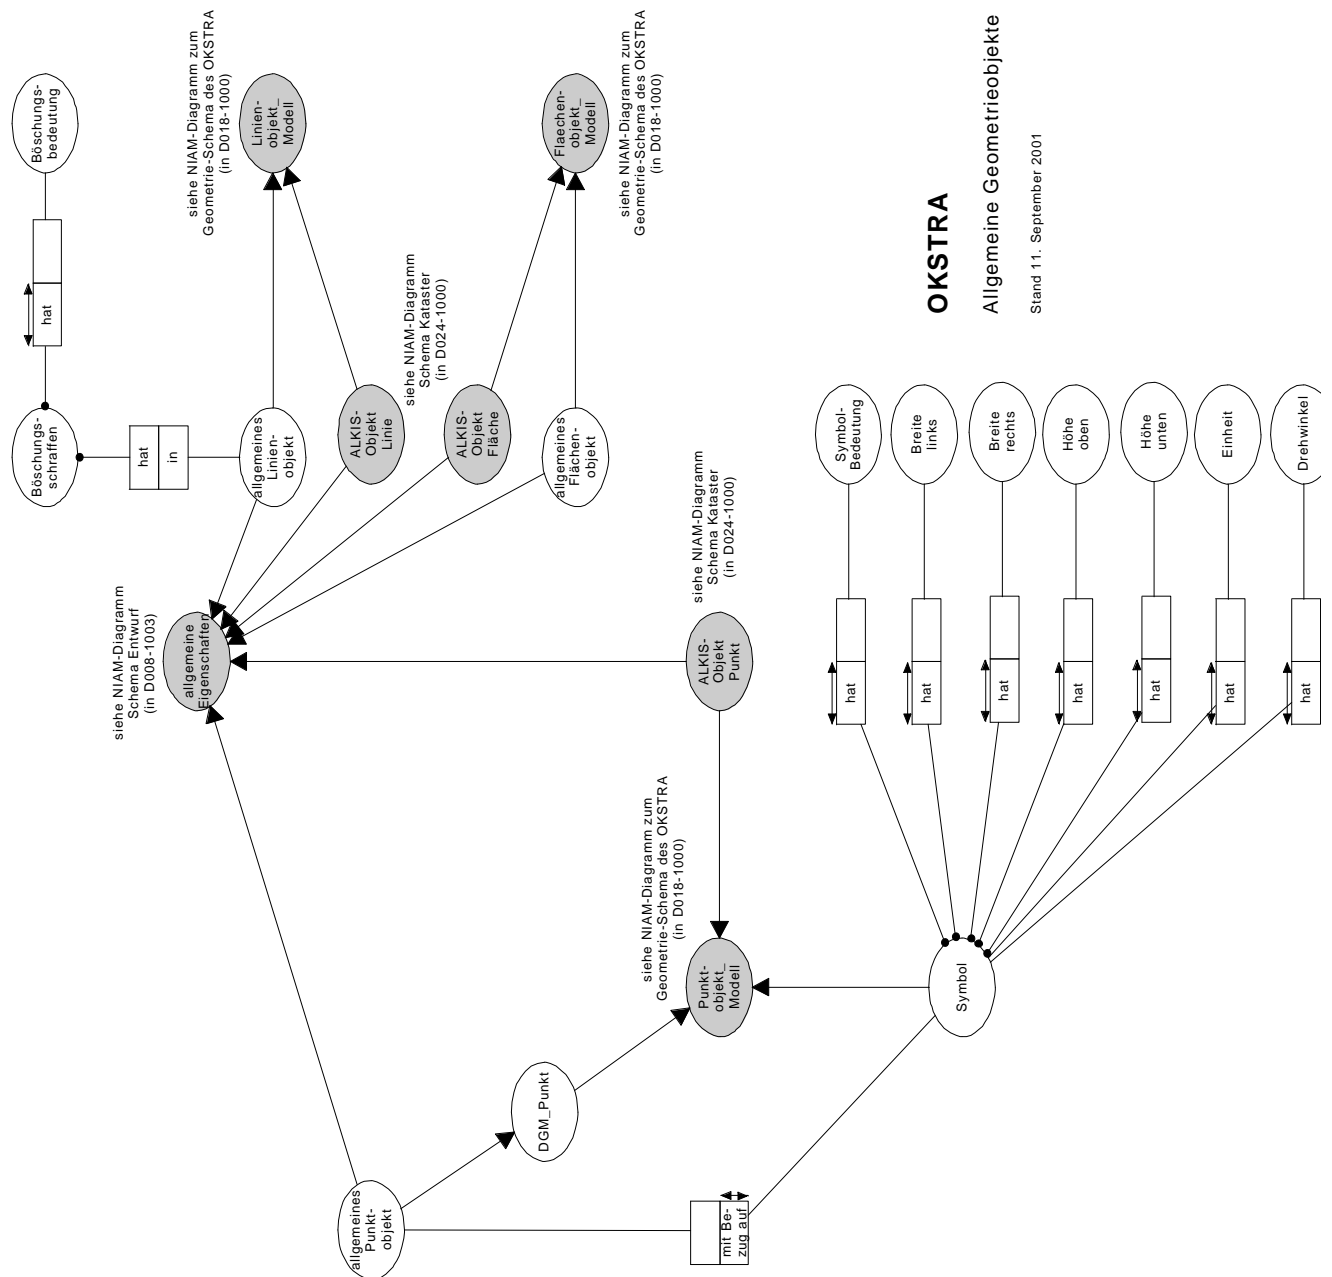 OKSTRA
Allgemeine Geometrieobjekte
Stand 11. September 2001
Böschungs-
bedeutung
hat
Böschungs-
schraffen
hat
in
siehe NIAM-Diagramm zum
Geometrie-Schema des OKSTRA
(in D018-1000)
Linien-
objekt_
Modell
allgemeines
Linien-
objekt
ALKIS-
Objekt
Linie
siehe NIAM-Diagramm
Schema Kataster
(in D024-1000)
ALKIS-
Objekt
Fläche
allgemeines
Flächen-
objekt
Flaechen-
objekt_
Modell
siehe NIAM-Diagramm zum
Geometrie-Schema des OKSTRA
(in D018-1000)
siehe NIAM-Diagramm
Schema Entwurf
(in D008-1003)
allgemeine
Eigenschaften
ALKIS-
Objekt
Punkt
siehe NIAM-Diagramm
Schema Kataster
(in D024-1000)
siehe NIAM-Diagramm zum
Geometrie-Schema des OKSTRA
(in D018-1000)
Punkt-
objekt_
Modell
DGM_Punkt
allgemeines
Punkt-
objekt
mit Be-
zug auf
Symbol
hat
Symbol-
Bedeutung
hat
Breite
links
hat
Breite
rechts
hat
Höhe
oben
hat
Höhe
unten
hat
Einheit
hat
Drehwinkel